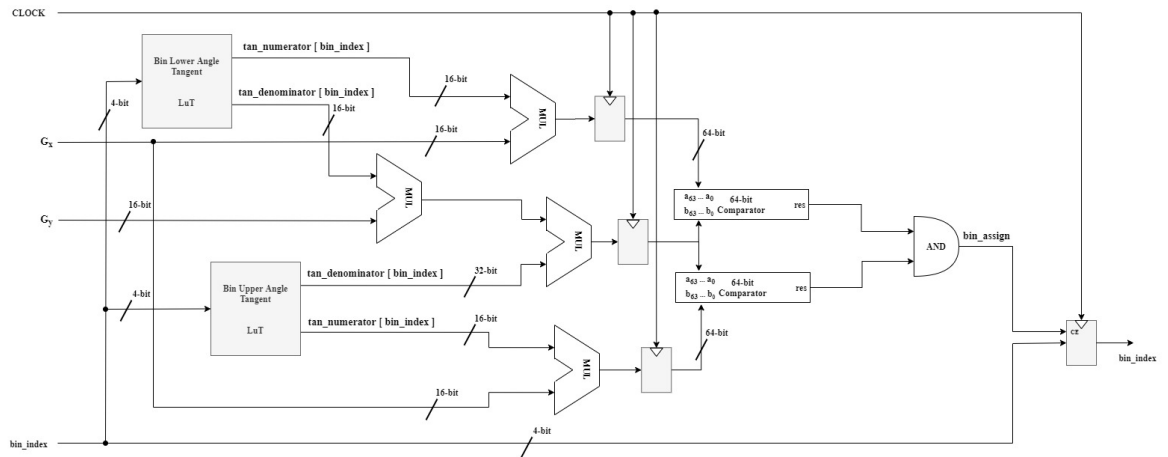 CLOCK
Bin Lower Angle
Tangent
LuT
tan_numerator [ bin_index ]
16-bit
tan_denominator [ bin_index ]
16-bit
4-bit
MUL
64-bit
Gx
16-bit
MUL
Gy
16-bit
MUL
a63 ... a0
b63 ... b0
64-bit
Comparator
res
AND
bin_assign
a63 ... a0
b63 ... b0
64-bit
Comparator
res
tan_denominator [ bin_index ]
32-bit
4-bit
Bin Upper Angle
Tangent
LuT
tan_numerator [ bin_index ]
16-bit
64-bit
MUL
CE
bin_index
16-bit
bin_index
4-bit